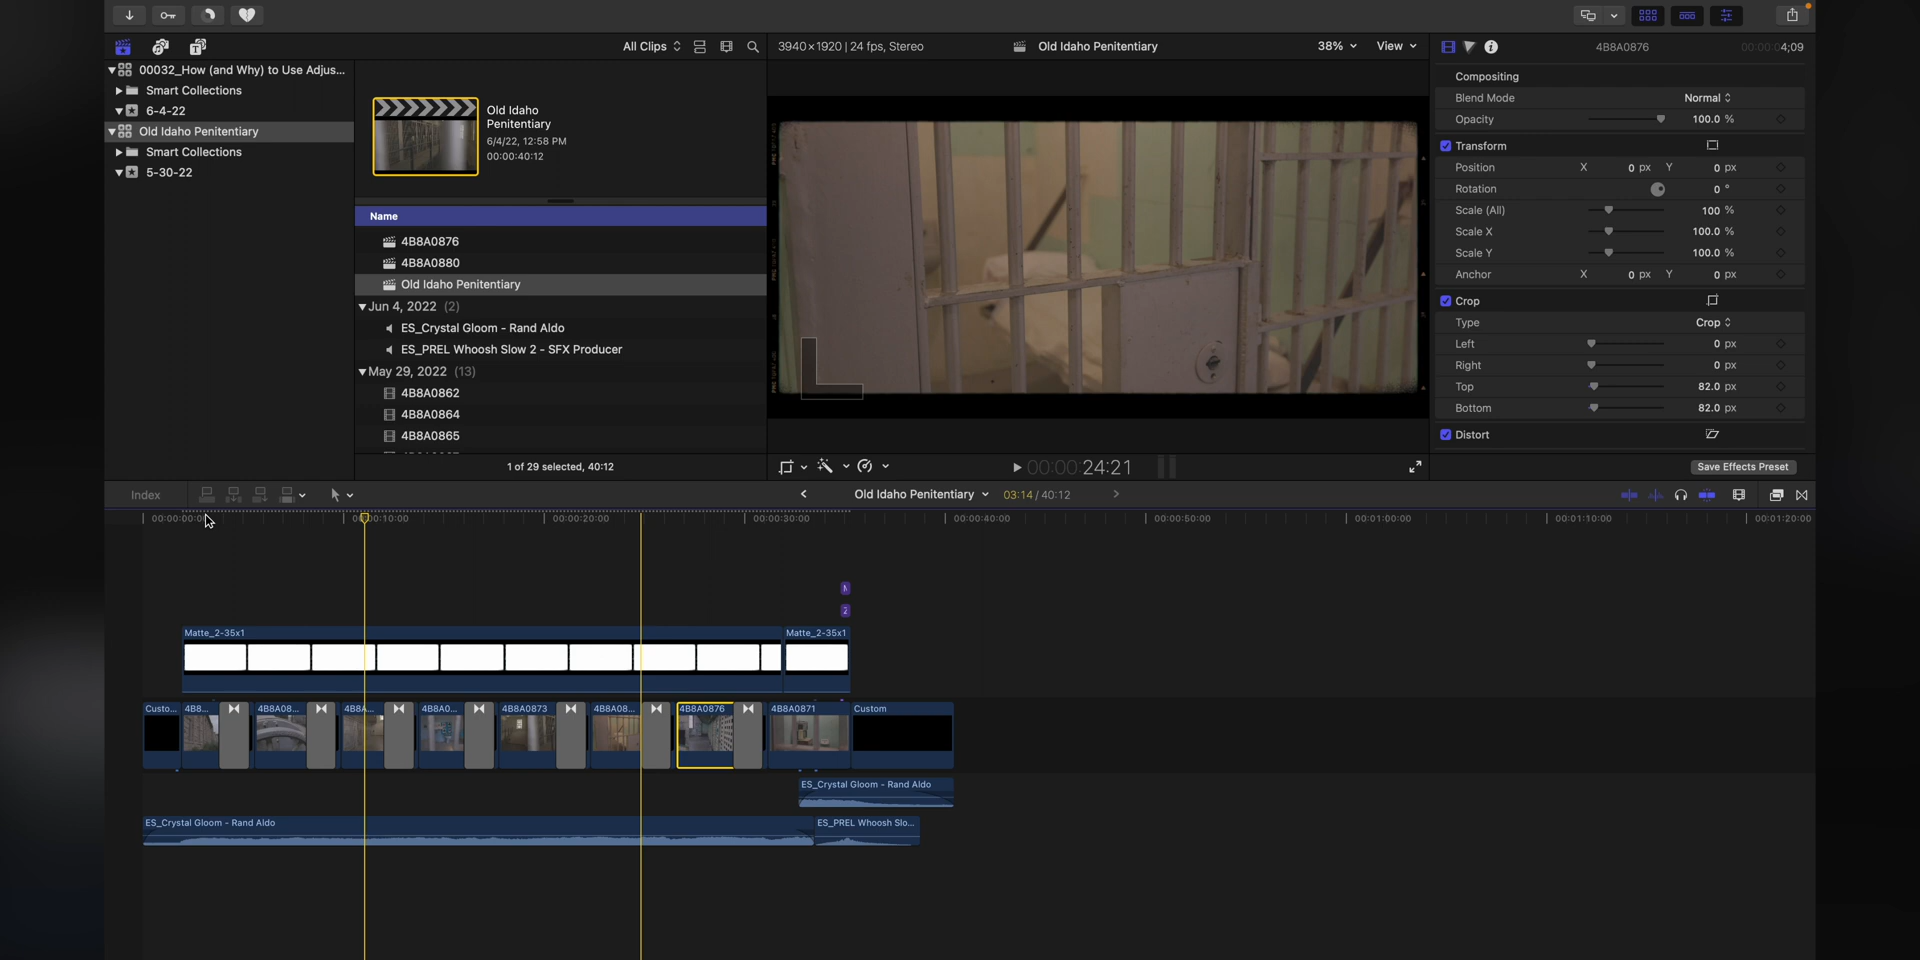 All Clips
3940×1920 | 24 fps, Stereo
Old Idaho Penitentiary
38%
View
4B8A0876
00:00:04;09
00032_How (and Why) to Use Adjus...
Smart Collections
6-4-22
Old Idaho Penitentiary
Smart Collections
5-30-22
Old Idaho
Penitentiary
6/4/22, 12:58 PM
00:00:40:12
Name
4B8A0876
4B8A0880
Old Idaho Penitentiary
Jun 4, 2022 (2)
ES_Crystal Gloom - Rand Aldo
ES_PREL Whoosh Slow 2 - SFX Producer
May 29, 2022 (13)
4B8A0862
4B8A0864
4B8A0865
1 of 29 selected, 40:12
00:00:24:21
Compositing
Blend Mode Normal
Opacity 100.0 %
Transform
Position X 0 px Y 0 px
Rotation 0 °
Scale (All) 100 %
Scale X 100.0 %
Scale Y 100.0 %
Anchor X 0 px Y 0 px
Crop
Type Crop
Left 0 px
Right 0 px
Top 82.0 px
Bottom 82.0 px
Distort
Save Effects Preset
Index
Old Idaho Penitentiary
03:14 / 40:12
00:00:00:00 00:00:10:00 00:00:20:00 00:00:30:00 00:00:40:00 00:00:50:00 00:01:00:00 00:01:10:00 00:01:20:00
Matte_2-35x1 Matte_2-35x1
Custo... 4B8... 4B8A08... 4B8A... 4B8A0... 4B8A0873 4B8A08... 4B8A0876 4B8A0871 Custom
ES_Crystal Gloom - Rand Aldo
ES_Crystal Gloom - Rand Aldo ES_PREL Whoosh Slo...